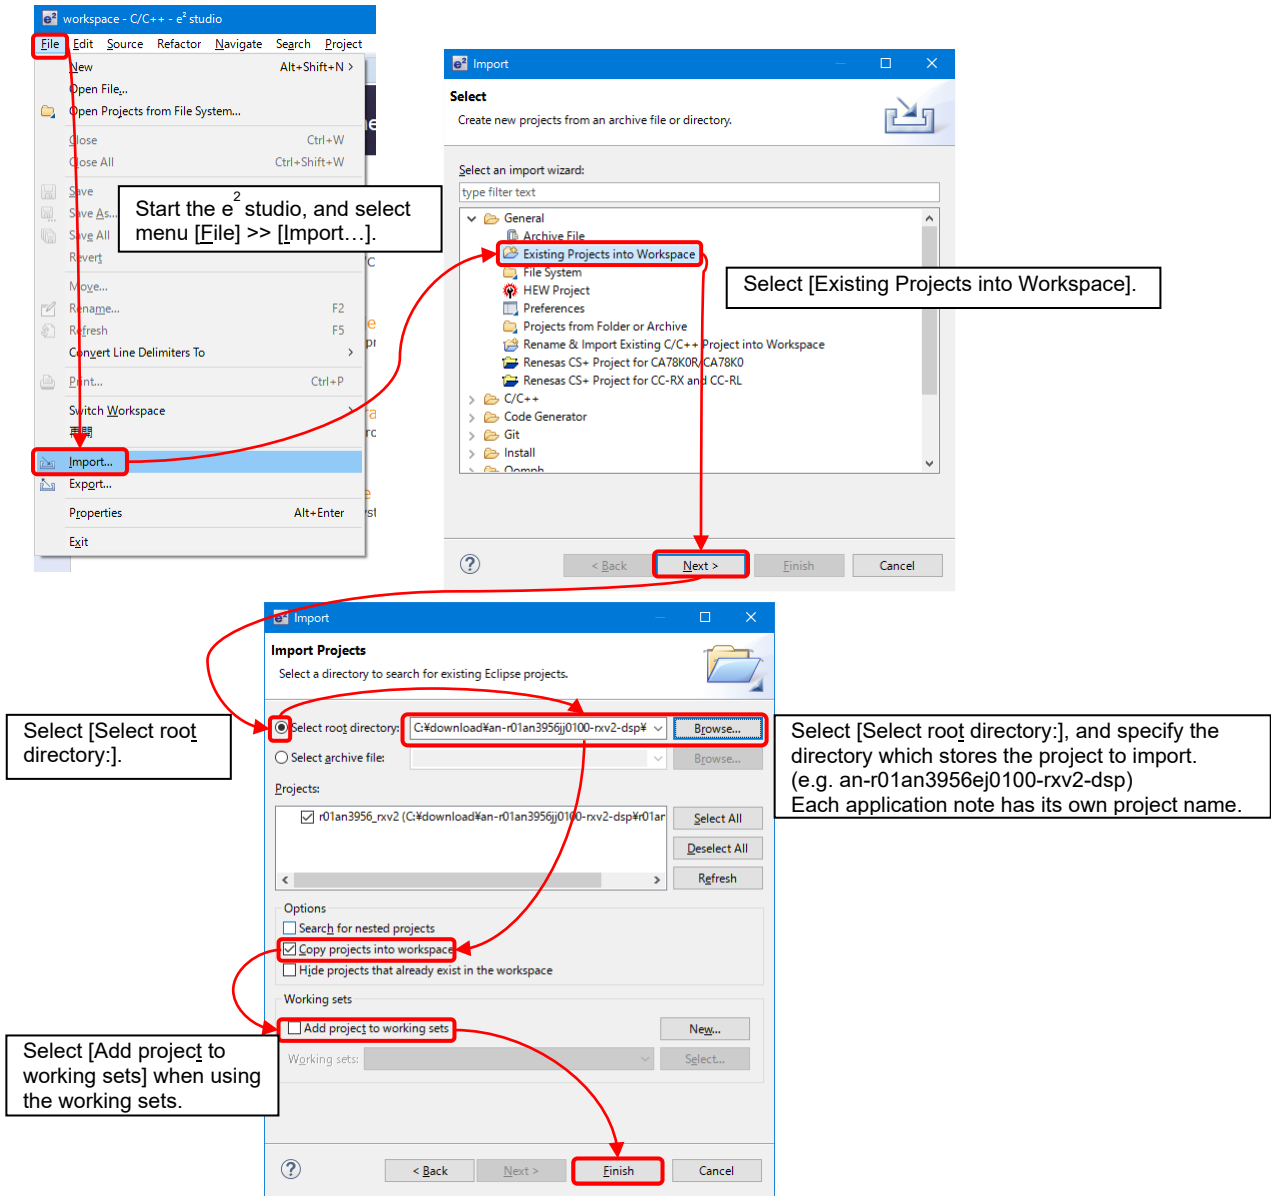 workspace - C/C++ - e² studio
File Edit Source Refactor Navigate Search Project
New Alt+Shift+N >
Open File...
Open Projects from File System...
Close Ctrl+W
Close All Ctrl+Shift+W
Save
Save As...
Save All
Revert
Move...
Rename... F2
Refresh F5
Convert Line Delimiters To >
Print... Ctrl+P
Switch Workspace
再開
Import...
Export...
Properties Alt+Enter
Exit
Start the e² studio, and select
menu [File] >> [Import…].
e² Import
Select
Create new projects from an archive file or directory.
Select an import wizard:
type filter text
General
Archive File
Existing Projects into Workspace
File System
HEW Project
Preferences
Projects from Folder or Archive
Rename & Import Existing C/C++ Project into Workspace
Renesas CS+ Project for CA78K0R/CA78K0
Renesas CS+ Project for CC-RX and CC-RL
> C/C++
> Code Generator
> Git
> Install
> Oomph
< Back Next > Finish Cancel
Select [Existing Projects into Workspace].
e² Import
Import Projects
Select a directory to search for existing Eclipse projects.
Select root directory: C:¥download¥an-r01an3956jj0100-rxv2-dsp¥ Browse...
Select archive file: Browse...
Projects:
r01an3956_rxv2 (C:¥download¥an-r01an3956jj0100-rxv2-dsp¥r01an
Select All
Deselect All
Refresh
Options
Search for nested projects
Copy projects into workspace
Hide projects that already exist in the workspace
Working sets
Add project to working sets New...
Working sets: Select...
< Back Next > Finish Cancel
Select [Select root
directory:].
Select [Select root directory:], and specify the
directory which stores the project to import.
(e.g. an-r01an3956ej0100-rxv2-dsp)
Each application note has its own project name.
Select [Add project to
working sets] when using
the working sets.